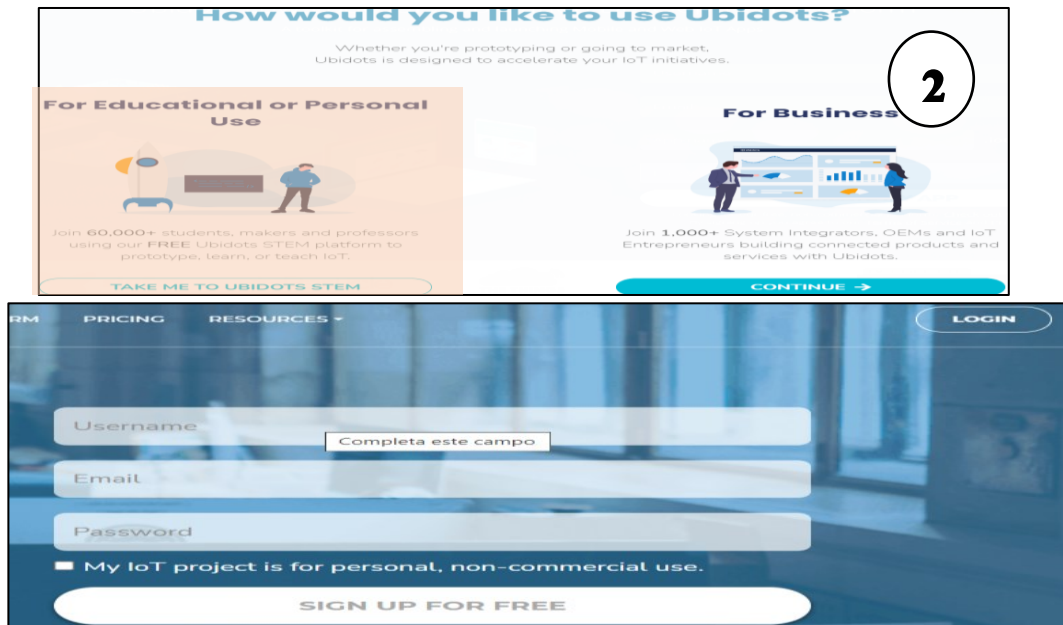 How would you like to use Ubidots?
Whether you're prototyping or going to market,
Ubidots is designed to accelerate your IoT initiatives.
2
For Educational or Personal
Use
Join 60,000+ students, makers and professors
using our FREE Ubidots STEM platform to
prototype, learn, or teach IoT.
TAKE ME TO UBIDOTS STEM
For Business
Join 1,000+ System Integrators, OEMs and IoT
Entrepreneurs building connected products and
services with Ubidots.
CONTINUE →
RM PRICING RESOURCES LOGIN
Username
Completa este campo
Email
Password
My IoT project is for personal, non-commercial use.
SIGN UP FOR FREE